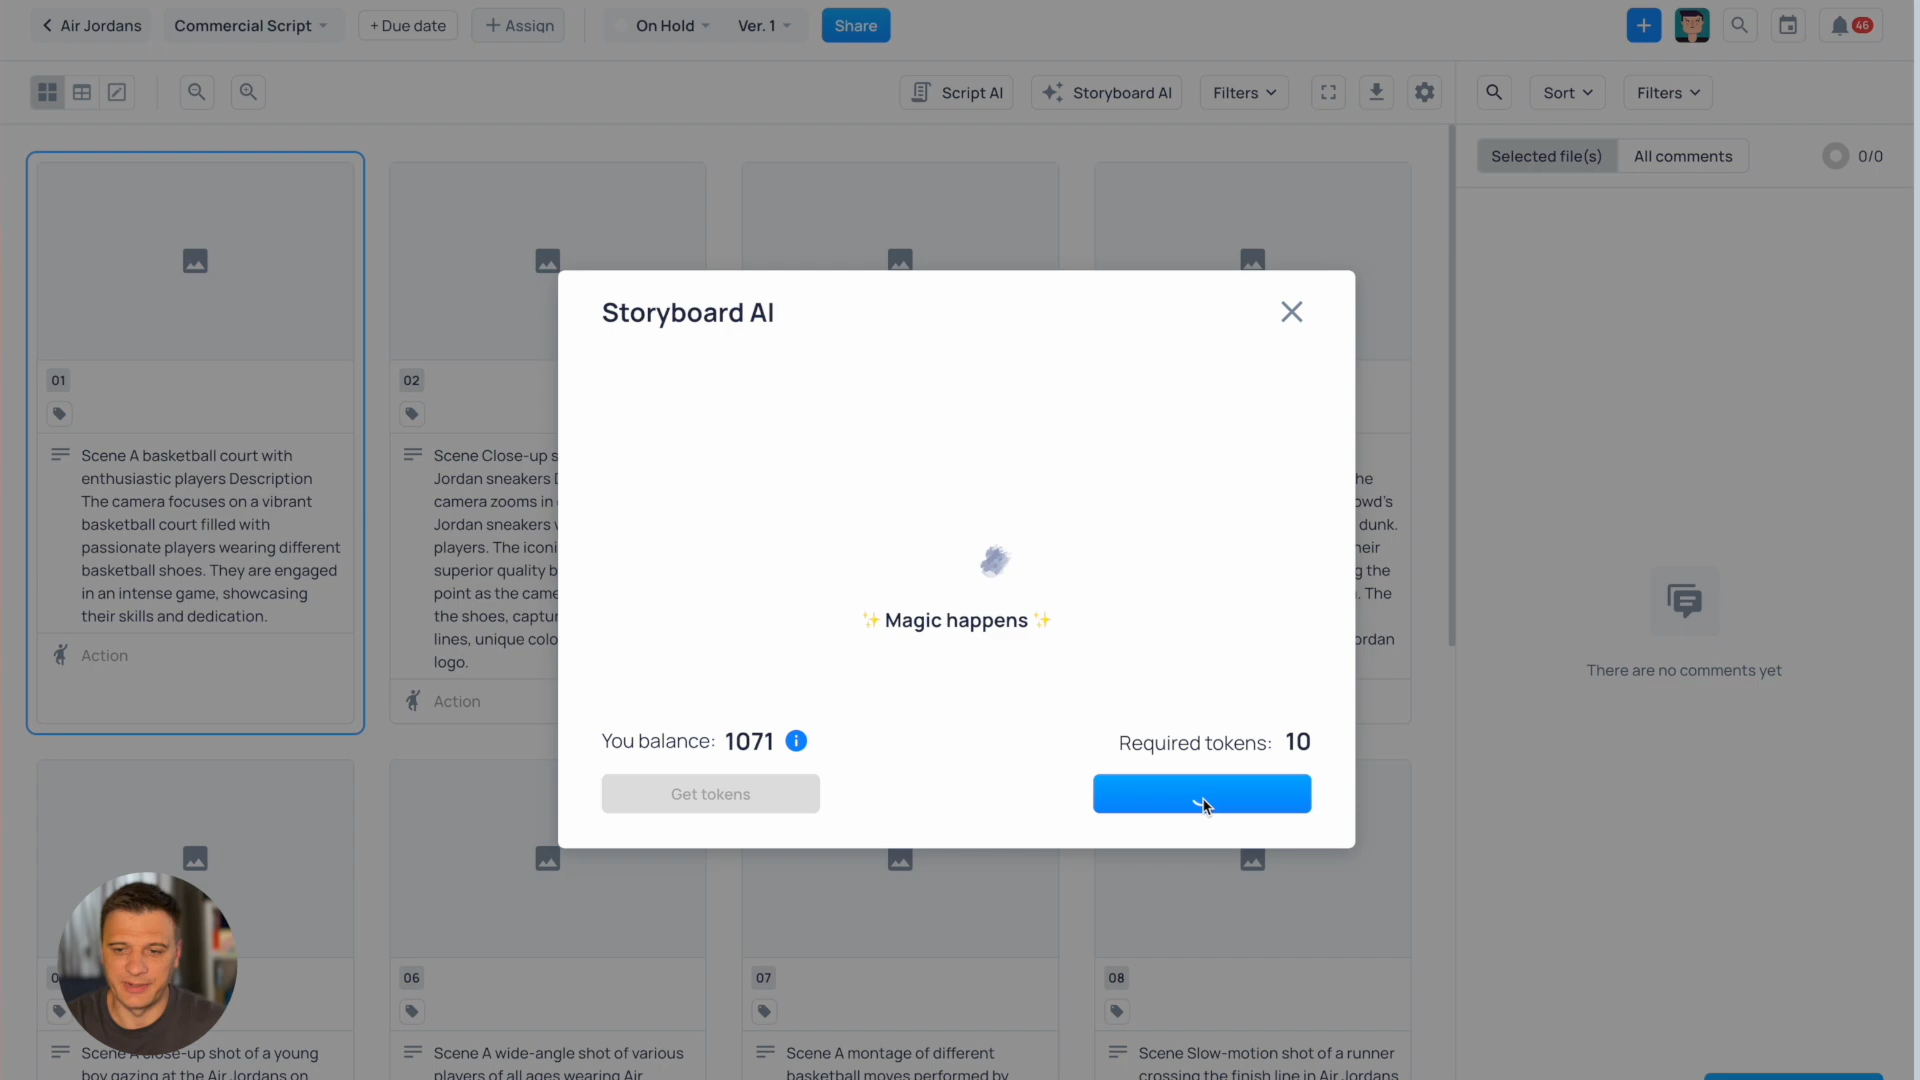 Air Jordans
Commercial Script
+ Due date
Assign
On Hold
Ver. 1
Share
46
Script AI
Storyboard AI
Filters
Sort
Filters
Selected file(s)
All comments
0/0
Storyboard AI
✨ Magic happens ✨
You balance: 1071
Required tokens: 10
Get tokens
01
Scene A basketball court with
enthusiastic players Description
The camera focuses on a vibrant
basketball court filled with
passionate players wearing different
basketball shoes. They are engaged
in an intense game, showcasing
their skills and dedication.
Action
02
Scene Close-up
Jordan sneakers
camera zooms in
Jordan sneakers
players. The
superior quality
point as the
the shoes,
lines, unique
logo.
Action
dunk.
the
. The
There are no comments yet
Scene A close-up shot of a young
boy gazing at the Air Jordans on
06
Scene A wide-angle shot of various
players of all ages wearing Air
07
Scene A montage of different
basketball moves performed by
08
Scene Slow-motion shot of a runner
crossing the finish line in Air Jordans